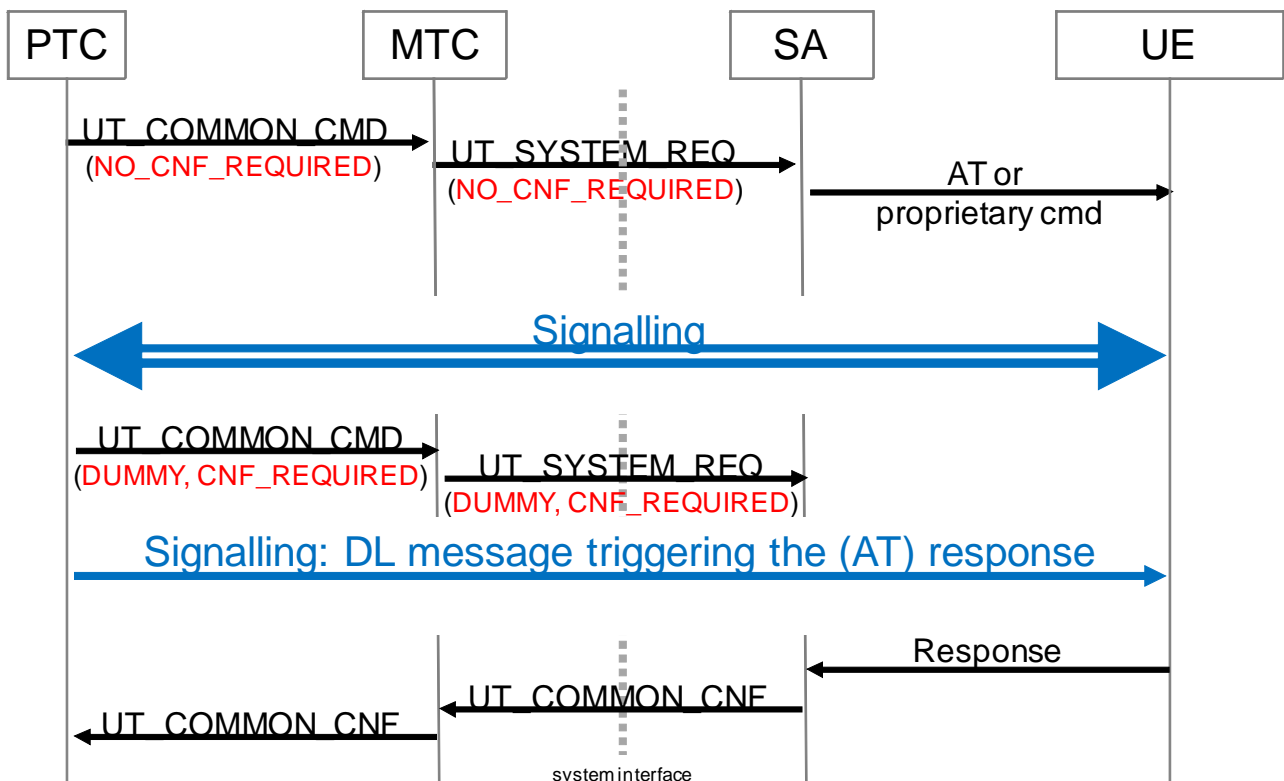 PTC MTC SA UE
UT_COMMON_CMD
(NO_CNF_REQUIRED)
UT_SYSTEM_REQ
(NO_CNF_REQUIRED)
AT or
proprietary cmd
Signalling
UT_COMMON_CMD
(DUMMY, CNF_REQUIRED)
UT_SYSTEM_REQ
(DUMMY, CNF_REQUIRED)
Signalling: DL message triggering the (AT) response
Response
UT_COMMON_CNF
UT_COMMON_CNF
system interface